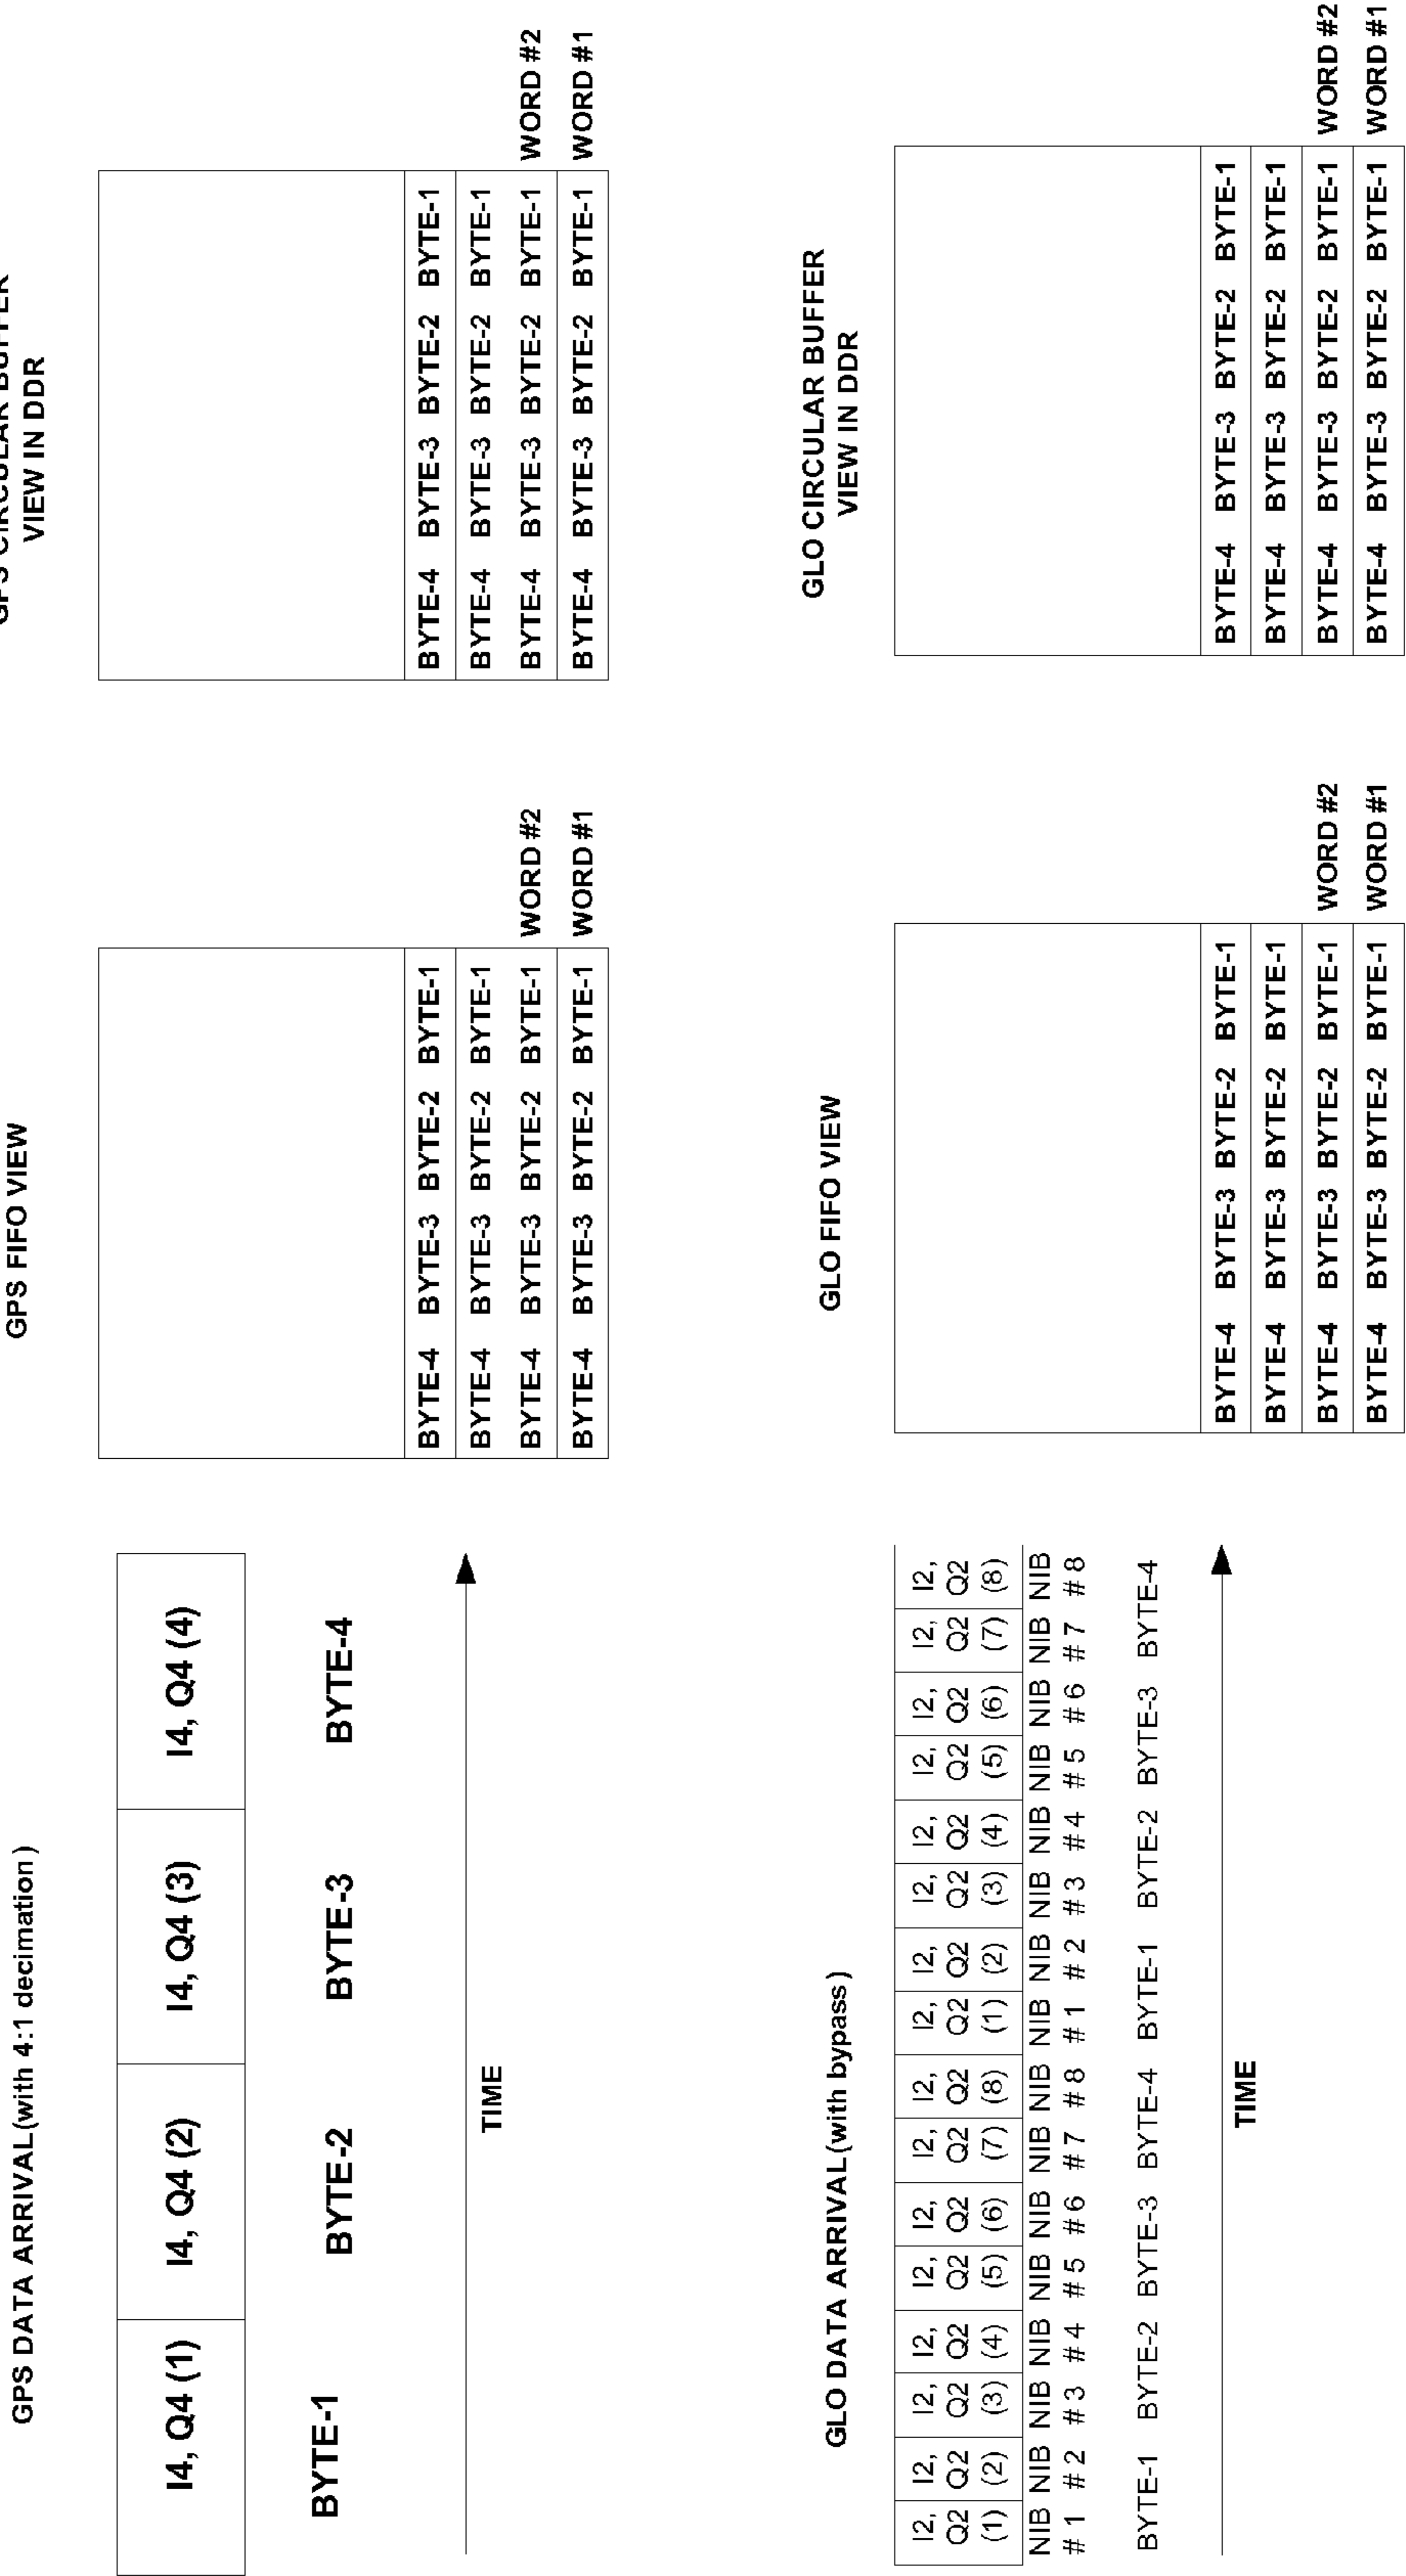 GPS DATA ARRIVAL(with 4:1 decimation)
I4, Q4 (1) I4, Q4 (2) I4, Q4 (3) I4, Q4 (4)
BYTE-1 BYTE-2 BYTE-3 BYTE-4
TIME
GPS FIFO VIEW
BYTE-4 BYTE-3 BYTE-2 BYTE-1
BYTE-4 BYTE-3 BYTE-2 BYTE-1
BYTE-4 BYTE-3 BYTE-2 BYTE-1 WORD #2
BYTE-4 BYTE-3 BYTE-2 BYTE-1 WORD #1
GPS CIRCULAR BUFFER
VIEW IN DDR
BYTE-4 BYTE-3 BYTE-2 BYTE-1
BYTE-4 BYTE-3 BYTE-2 BYTE-1
BYTE-4 BYTE-3 BYTE-2 BYTE-1 WORD #2
BYTE-4 BYTE-3 BYTE-2 BYTE-1 WORD #1
GLO DATA ARRIVAL(with bypass)
I2, I2, I2, I2, I2, I2, I2, I2, I2, I2, I2, I2, I2, I2, I2, I2,
Q2 Q2 Q2 Q2 Q2 Q2 Q2 Q2 Q2 Q2 Q2 Q2 Q2 Q2 Q2 Q2
(1) (2) (3) (4) (5) (6) (7) (8) (1) (2) (3) (4) (5) (6) (7) (8)
NIB NIB NIB NIB NIB NIB NIB NIB NIB NIB NIB NIB NIB NIB NIB NIB
# 1 # 2 # 3 # 4 # 5 # 6 # 7 # 8 # 1 # 2 # 3 # 4 # 5 # 6 # 7 # 8
BYTE-1 BYTE-2 BYTE-3 BYTE-4 BYTE-1 BYTE-2 BYTE-3 BYTE-4
TIME
GLO FIFO VIEW
BYTE-4 BYTE-3 BYTE-2 BYTE-1
BYTE-4 BYTE-3 BYTE-2 BYTE-1
BYTE-4 BYTE-3 BYTE-2 BYTE-1 WORD #2
BYTE-4 BYTE-3 BYTE-2 BYTE-1 WORD #1
GLO CIRCULAR BUFFER
VIEW IN DDR
BYTE-4 BYTE-3 BYTE-2 BYTE-1
BYTE-4 BYTE-3 BYTE-2 BYTE-1
BYTE-4 BYTE-3 BYTE-2 BYTE-1 WORD #2
BYTE-4 BYTE-3 BYTE-2 BYTE-1 WORD #1